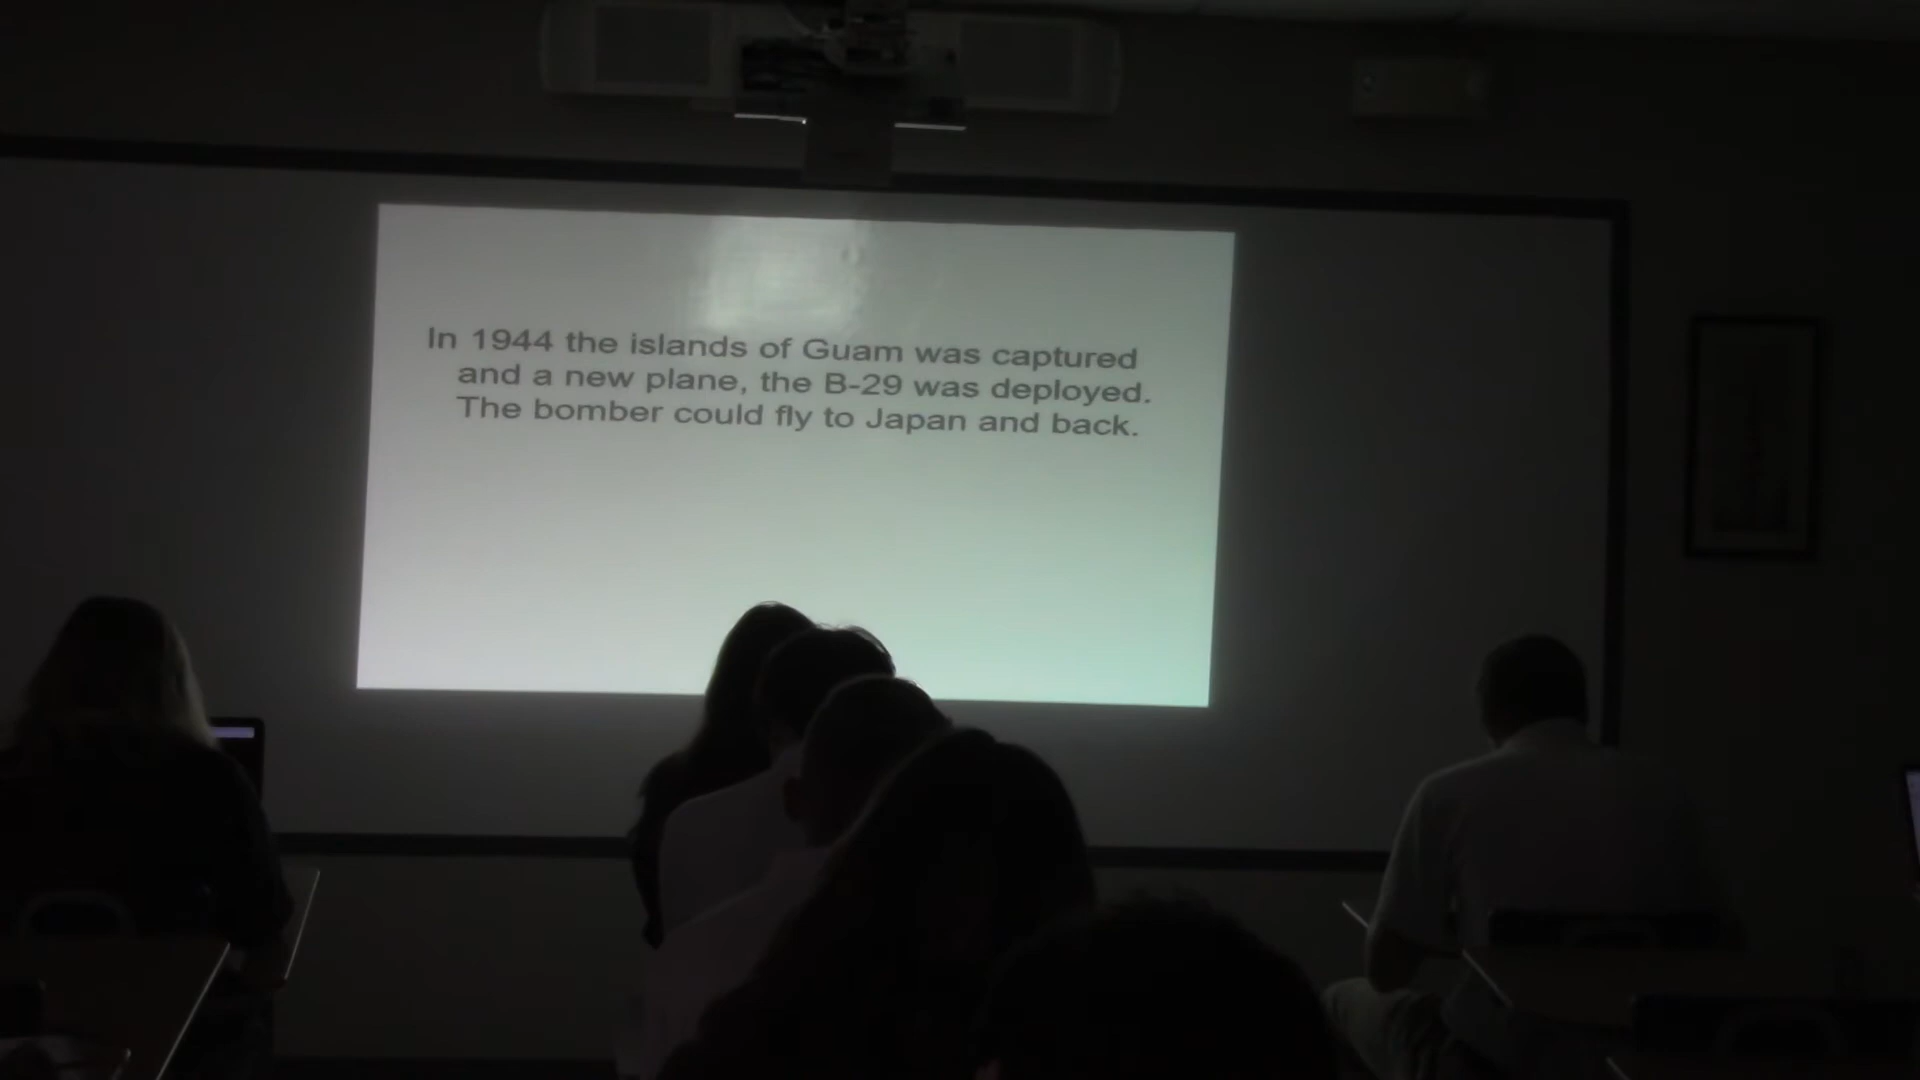 In 1944 the islands of Guam was captured
and a new plane, the B-29 was deployed.
The bomber could fly to Japan and back.